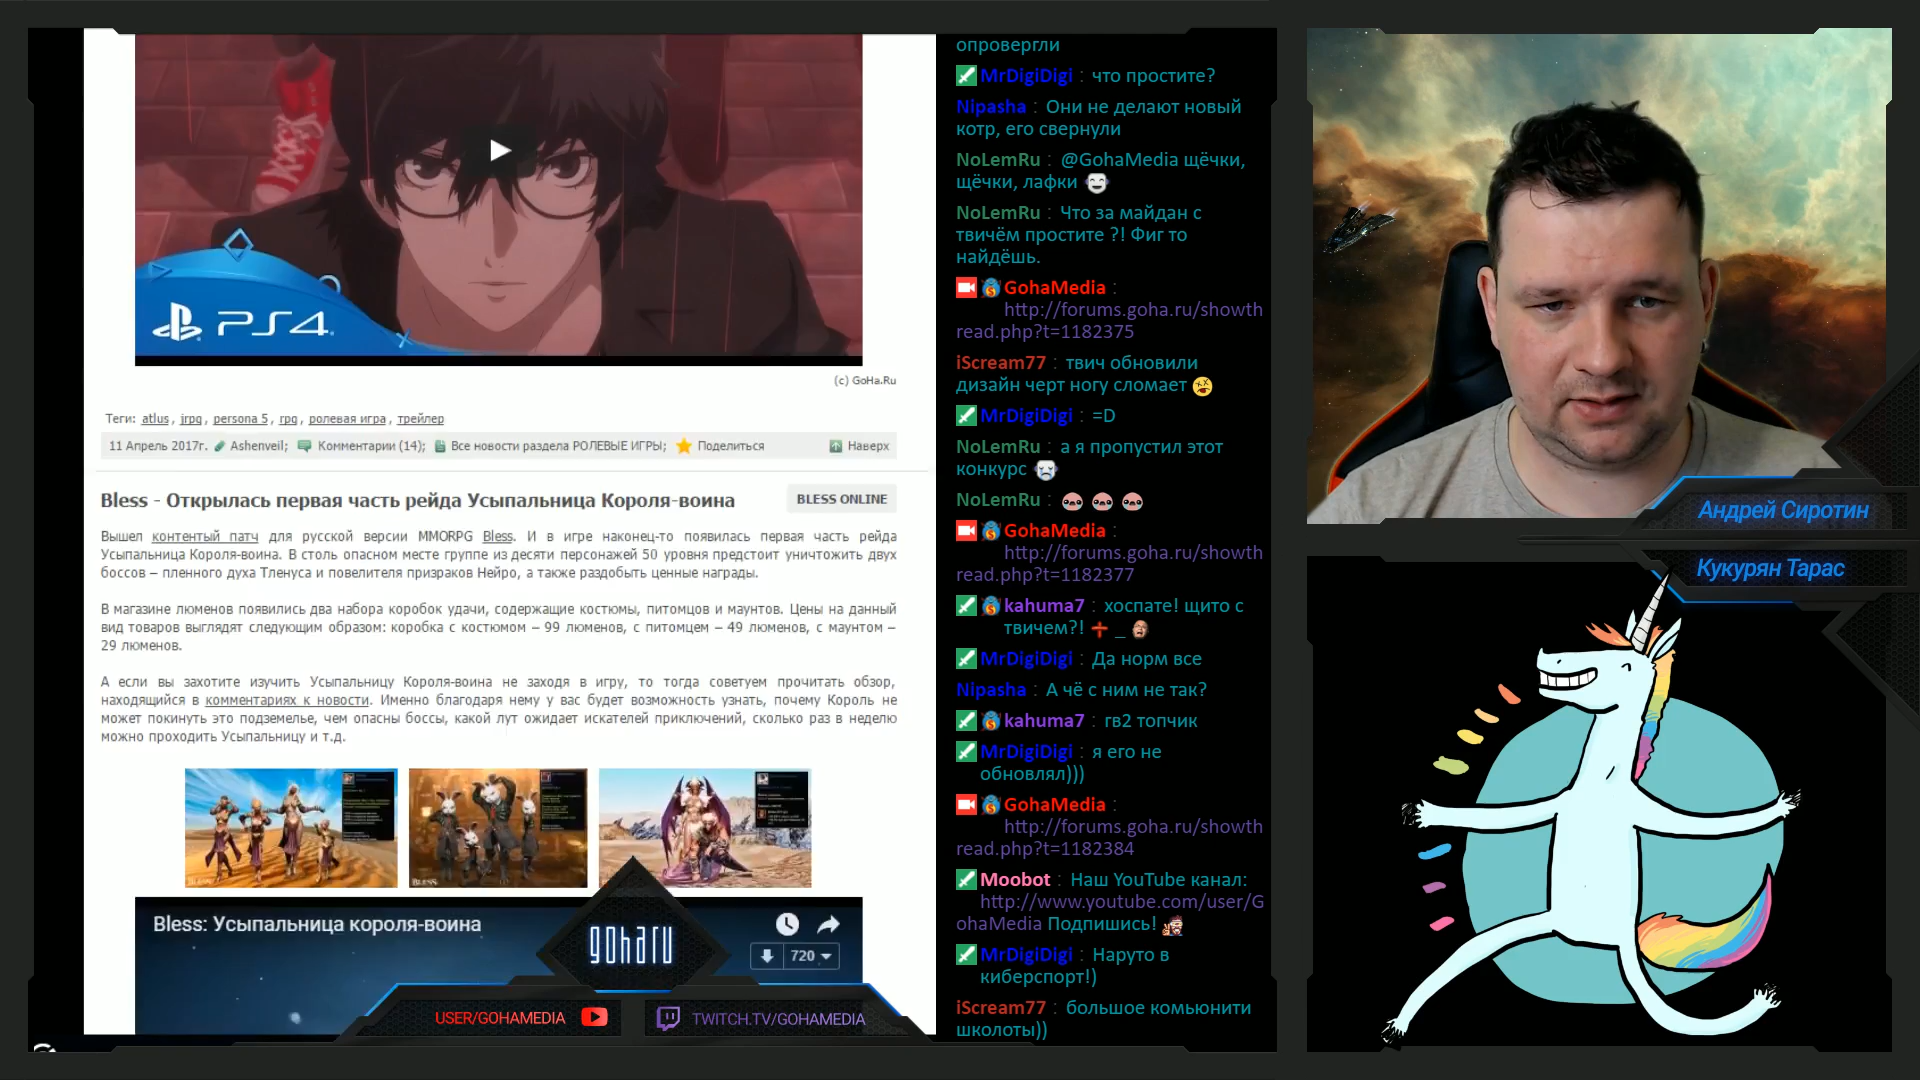 PS4
(c) GoHa.Ru
Теги: atlus , jrpg , persona 5 , rpg , ролевая игра , трейлер
11 Апрель 2017г. Ashenveil; Комментарии (14); Все новости раздела РОЛЕВЫЕ ИГРЫ; Поделиться Наверх
Bless - Открылась первая часть рейда Усыпальница Короля-воина BLESS ONLINE
Вышел контентый патч для русской версии MMORPG Bless. И в игре наконец-то появилась первая часть рейда
Усыпальница Короля-воина. В столь опасном месте группе из десяти персонажей 50 уровня предстоит уничтожить двух
боссов – пленного духа Тленуса и повелителя призраков Нейро, а также раздобыть ценные награды.
В магазине люменов появились два набора коробок удачи, содержащие костюмы, питомцов и маунтов. Цены на данный
вид товаров выглядят следующим образом: коробка с костюмом – 99 люменов, с питомцем – 49 люменов, с маунтом –
29 люменов.
А если вы захотите изучить Усыпальницу Короля-воина не заходя в игру, то тогда советуем прочитать обзор,
находящийся в комментариях к новости. Именно благодаря нему у вас будет возможность узнать, почему Король не
может покинуть это подземелье, чем опасны боссы, какой лут ожидает искателей приключений, сколько раз в неделю
можно проходить Усыпальницу и т.д.
BLESS
BLESS
Bless: Усыпальница короля-воина
720
goharu
USER/GOHAMEDIA
TWITCH.TV/GOHAMEDIA
опровергли
MrDigiDigi : что простите?
Nipasha : Они не делают новый
котр, его свернули
NoLemRu : @GohaMedia щёчки,
щёчки, лафки
NoLemRu : Что за майдан с
твичём простите ?! Фиг то
найдёшь.
GohaMedia :
http://forums.goha.ru/showth
read.php?t=1182375
iScream77 : твич обновили
дизайн черт ногу сломает
MrDigiDigi : =D
NoLemRu : а я пропустил этот
конкурс
NoLemRu :
GohaMedia :
http://forums.goha.ru/showth
read.php?t=1182377
kahuma7 : хоспате! щито с
твичем?! _
MrDigiDigi : Да норм все
Nipasha : А чё с ним не так?
kahuma7 : гв2 топчик
MrDigiDigi : я его не
обновлял)))
GohaMedia :
http://forums.goha.ru/showth
read.php?t=1182384
Moobot : Наш YouTube канал:
http://www.youtube.com/user/G
ohaMedia Подпишись!
MrDigiDigi : Наруто в
киберспорт!)
iScream77 : большое комьюнити
школоты))
Андрей Сиротин
Кукурян Тарас